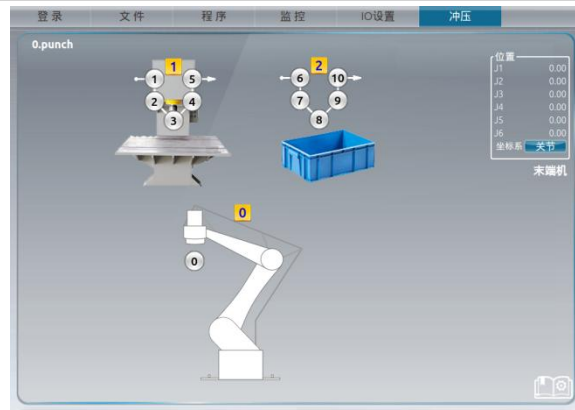 登录 文件 程序 监控 IO设置 冲压
0.punch
1
1 5
2 4
3
2
6 10
7 9
8
位置
J1 0.00
J2 0.00
J3 0.00
J4 0.00
J5 0.00
J6 0.00
坐标系 关节
末端机
0
0